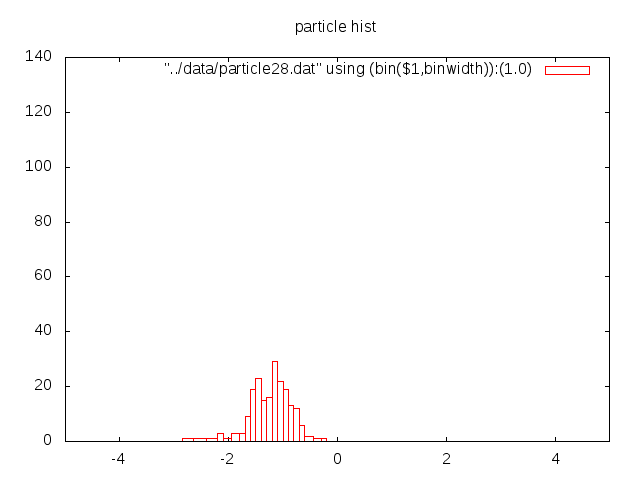 particle hist
140
"../data/particle28.dat" using (bin($1,binwidth)):(1.0)
120
100
80
60
40
20
0
-4 -2 0 2 4